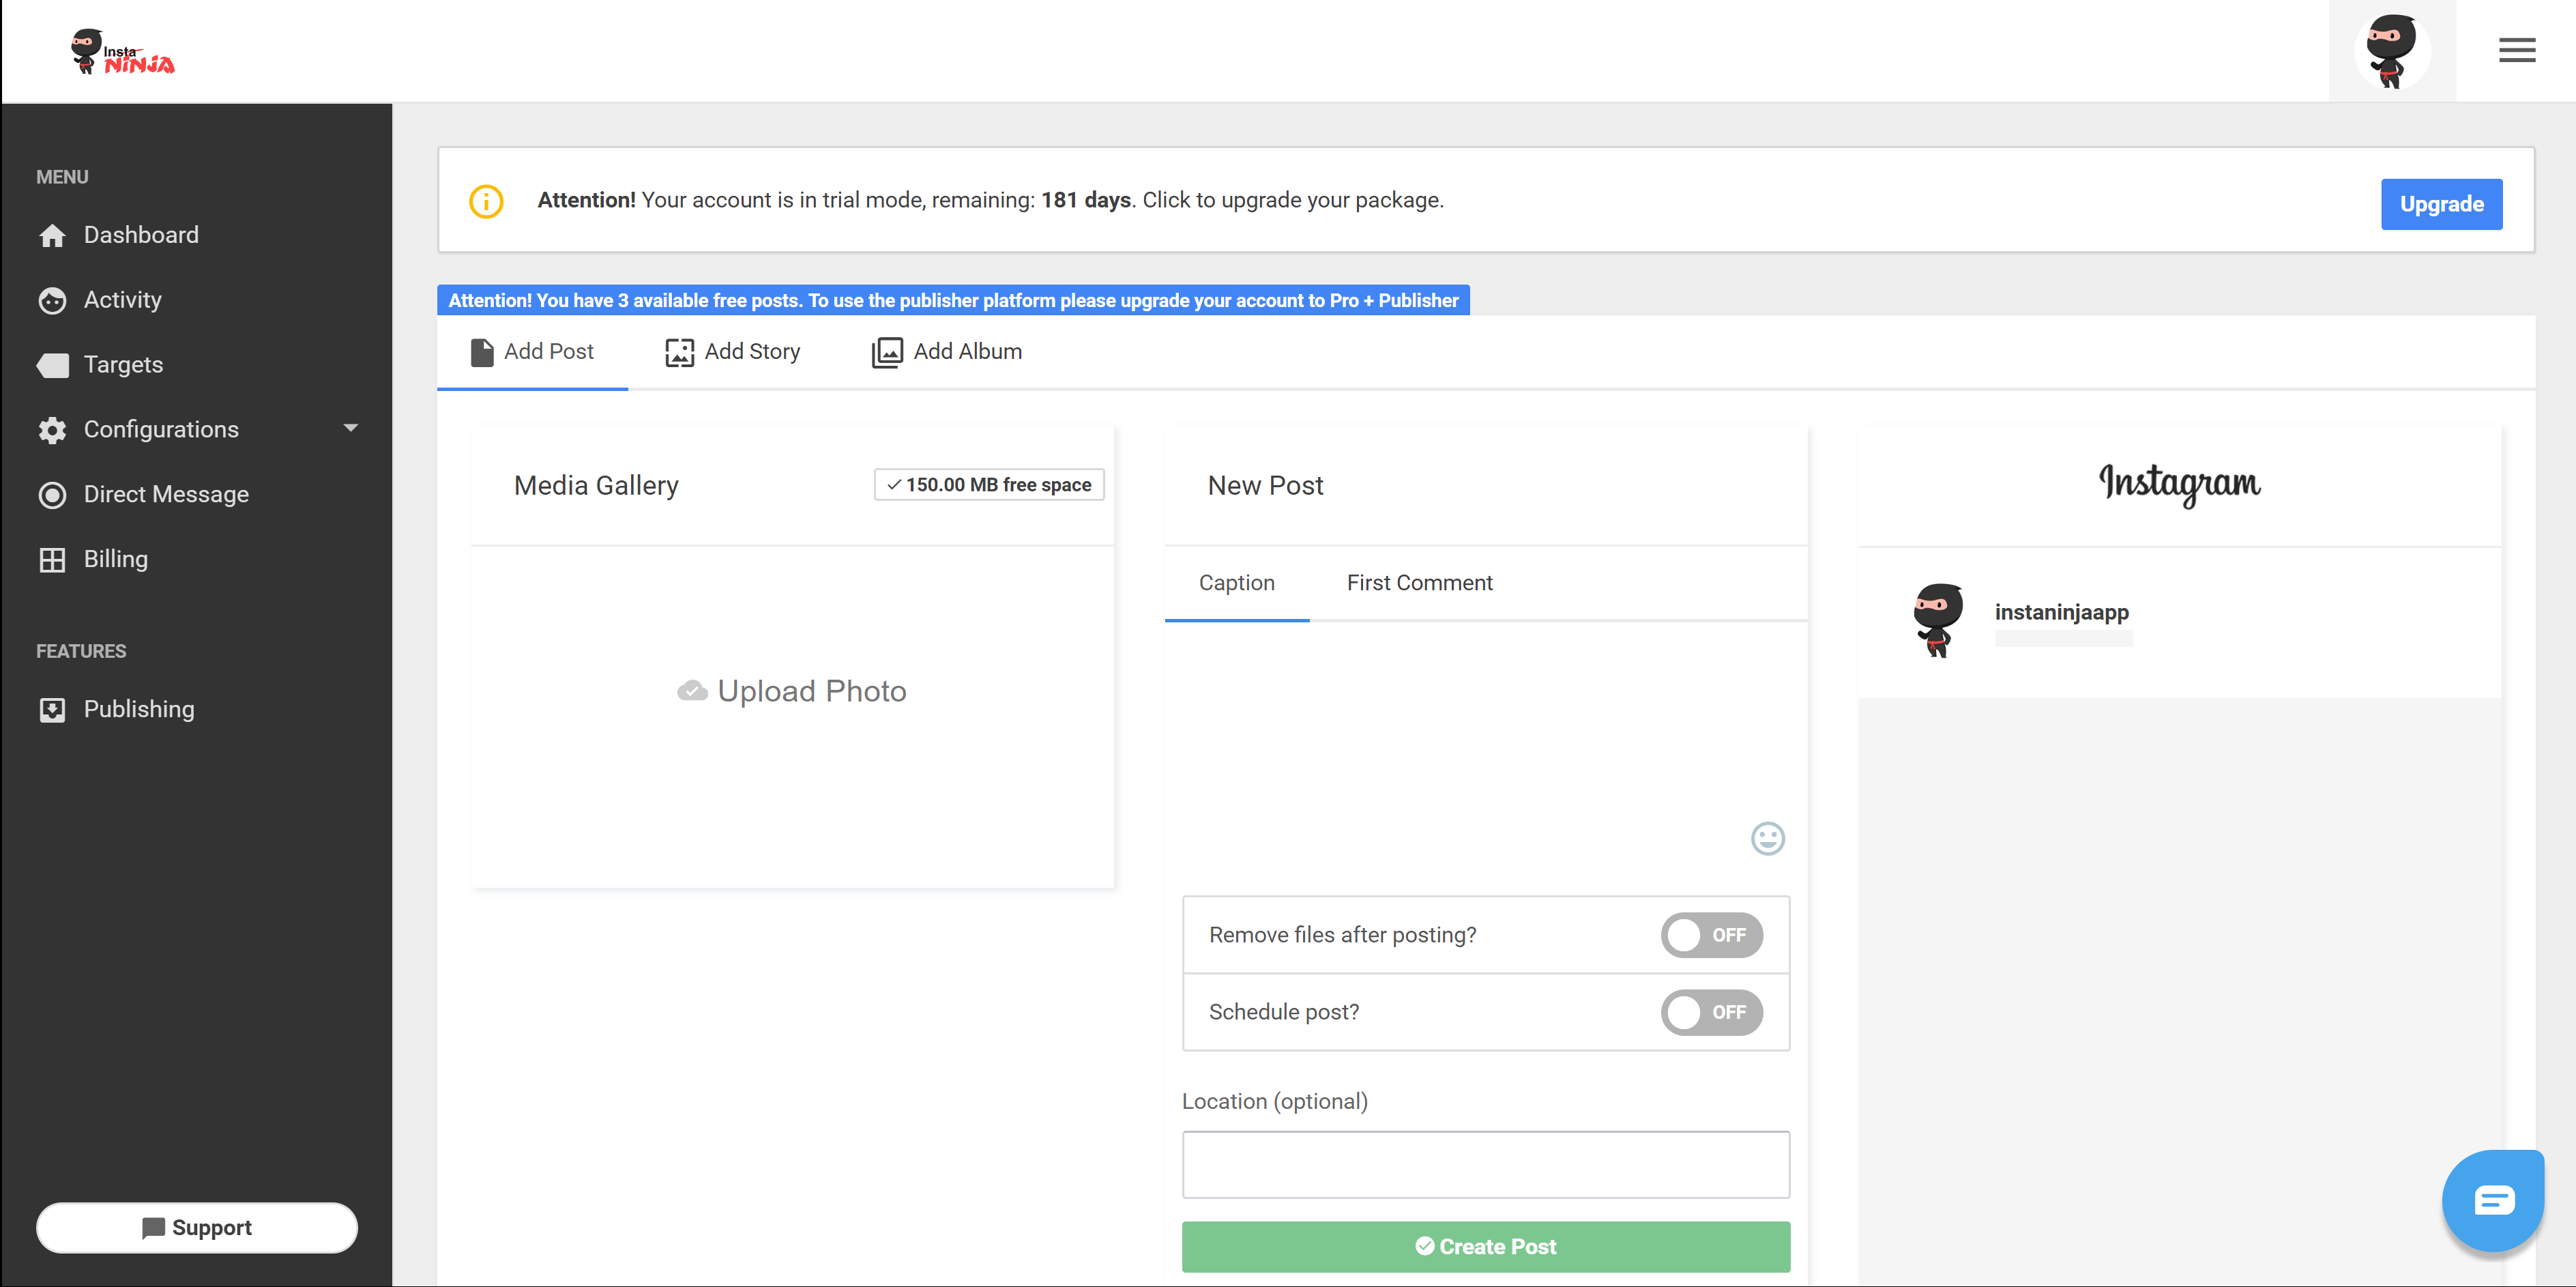 Insta
NINJA
Attention! Your account is in trial mode, remaining: 181 days. Click to upgrade your package.
Upgrade
MENU
Dashboard
Activity
Targets
Configurations
Direct Message
Billing
FEATURES
Publishing
Support
Attention! You have 3 available free posts. To use the publisher platform please upgrade your account to Pro + Publisher
Add Post
Add Story
Add Album
Media Gallery
150.00 MB free space
Upload Photo
New Post
Caption
First Comment
Remove files after posting?
OFF
Schedule post?
OFF
Location (optional)
Create Post
Instagram
instaninjaapp